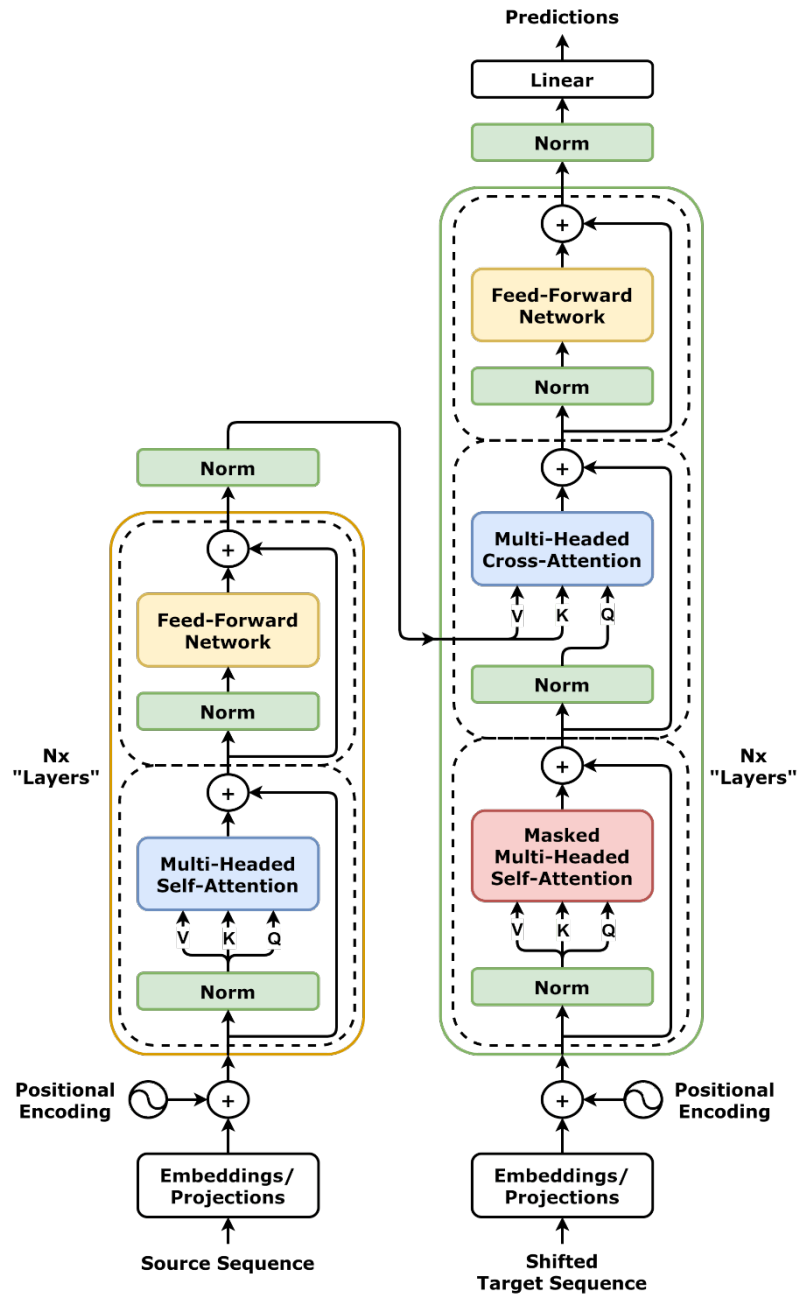 Predictions
Linear
Norm
+
Feed-Forward
Network
Norm
+
Multi-Headed
Cross-Attention
V K Q
Norm
+
Masked
Multi-Headed
Self-Attention
V K Q
Norm
Nx
"Layers"
+
Positional
Encoding
Embeddings/
Projections
Shifted
Target Sequence
Norm
+
Feed-Forward
Network
Norm
+
Multi-Headed
Self-Attention
V K Q
Norm
Nx
"Layers"
+
Positional
Encoding
Embeddings/
Projections
Source Sequence